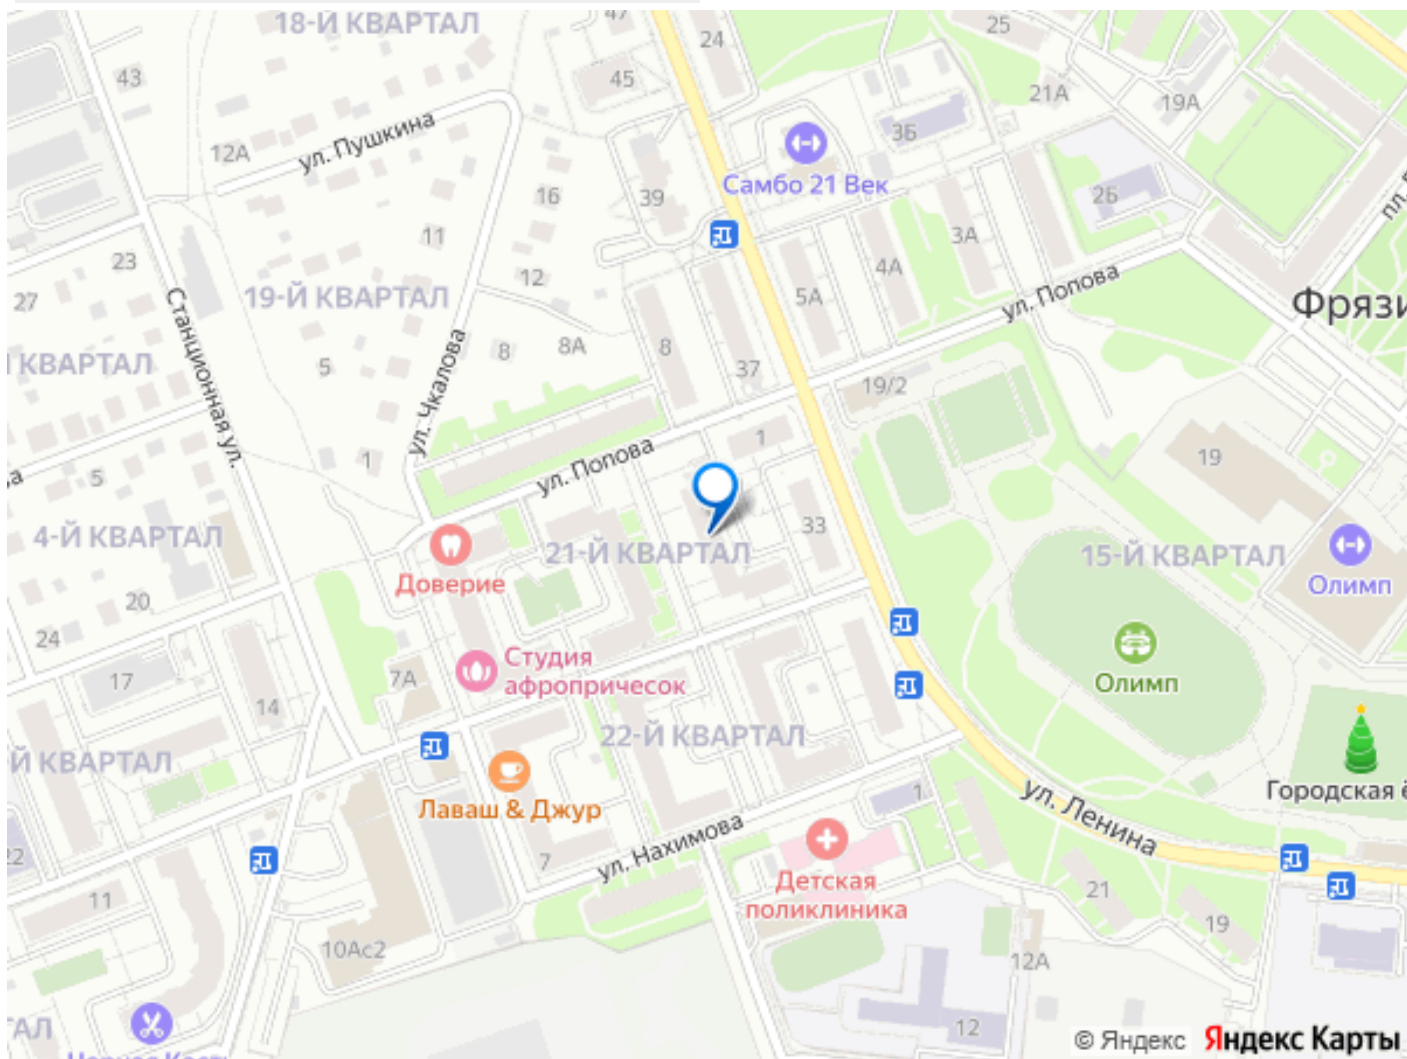 18-Й КВАРТАЛ
47
24
25
43
45
21А
19А
3Б
ул. Пушкина
12А
Самбо 21 Век
16
39
2Б
11
3А
23
12
4А
27
19-Й КВАРТАЛ
5А
ул. Попова
Фрязи
Станционная ул.
5
ул. Чкалова
8
8А
8
37
КВАРТАЛ
19/2
1
1
19
5
ул. Попова
4-Й КВАРТАЛ
33
21-Й КВАРТАЛ
15-Й КВАРТАЛ
Доверие
Олимп
20
24
Студия
афропричесок
7А
17
14
Олимп
Й КВАРТАЛ
22-Й КВАРТАЛ
Городская ё
Лаваш & Джур
1
ул. Ленина
22
7
ул. Нахимова
Детская
поликлиника
21
19
11
10Ас2
12А
12
АЛ
© Яндекс Яндекс Карты